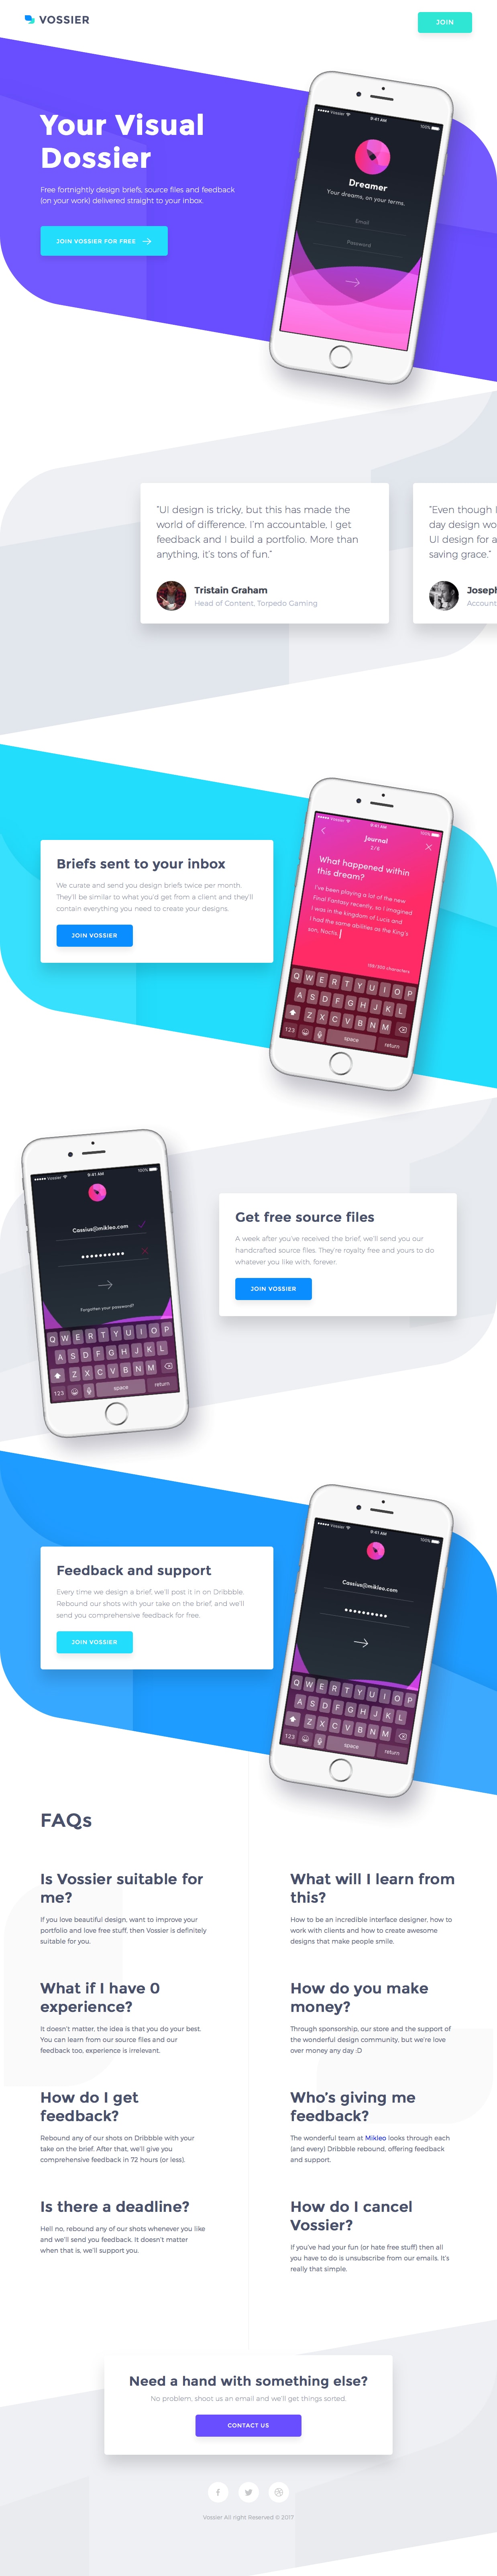 VOSSIER
JOIN
Your Visual
Dossier
Free fortnightly design briefs, source files and feedback
(on your work) delivered straight to your inbox.
JOIN VOSSIER FOR FREE
Vossier
9:41 AM
100%
Dreamer
Your dreams, on your terms.
Email
Password
"UI design is tricky, but this has made the
world of difference. I'm accountable, I get
feedback and I build a portfolio. More than
anything, it's tons of fun."
Tristain Graham
Head of Content, Torpedo Gaming
"Even though I
day design wo
UI design for a
saving grace."
Joseph
Account
Briefs sent to your inbox
We curate and send you design briefs twice per month.
They'll be similar to what you'd get from a client and they'll
contain everything you need to create your designs.
JOIN VOSSIER
Vossier
9:41 AM
100%
Journal
2/8
What happened within
this dream?
I've been playing a lot of the new
Final Fantasy recently, so I imagined
I was in the kingdom of Lucis and
I had the same abilities as the King's
son, Noctis.
Q W E R T Y U I O P
A S D F G H J K L
Z X C V B N M
123 space return
Vossier
9:41 AM
100%
Cassius@mikleo.com
Forgotten your password?
Q W E R T Y U I O P
A S D F G H J K L
Z X C V B N M
123 space return
Get free source files
A week after you've received the brief, we'll send you our
handcrafted source files. They're royalty free and yours to do
whatever you like with, forever.
JOIN VOSSIER
Feedback and support
Every time we design a brief, we'll post it in on Dribbble.
Rebound our shots with your take on the brief, and we'll
send you comprehensive feedback for free.
JOIN VOSSIER
Vossier
9:41 AM
100%
Cassius@mikleo.com
Q W E R T Y U I O P
A S D F G H J K L
Z X C V B N M
123 space return
FAQs
Is Vossier suitable for
me?
If you love beautiful design, want to improve your
portfolio and love free stuff, then Vossier is definitely
suitable for you.
What will I learn from
this?
How to be an incredible interface designer, how to
work with clients and how to create awesome
designs that make people smile.
What if I have 0
experience?
It doesn't matter, the idea is that you do your best.
You can learn from our source files and our
feedback too, experience is irrelevant.
How do you make
money?
Through sponsorship, our store and the support of
the wonderful design community, but we're love
over money any day :D
How do I get
feedback?
Rebound any of our shots on Dribbble with your
take on the brief. After that, we'll give you
comprehensive feedback in 72 hours (or less).
Who's giving me
feedback?
The wonderful team at Mikleo looks through each
(and every) Dribbble rebound, offering feedback
and support.
Is there a deadline?
Hell no, rebound any of our shots whenever you like
and we'll send you feedback. It doesn't matter
when that is, we'll support you.
How do I cancel
Vossier?
If you've had your fun (or hate free stuff) then all
you have to do is unsubscribe from our emails. It's
really that simple.
Need a hand with something else?
No problem, shoot us an email and we'll get things sorted.
CONTACT US
Vossier All right Reserved © 2017